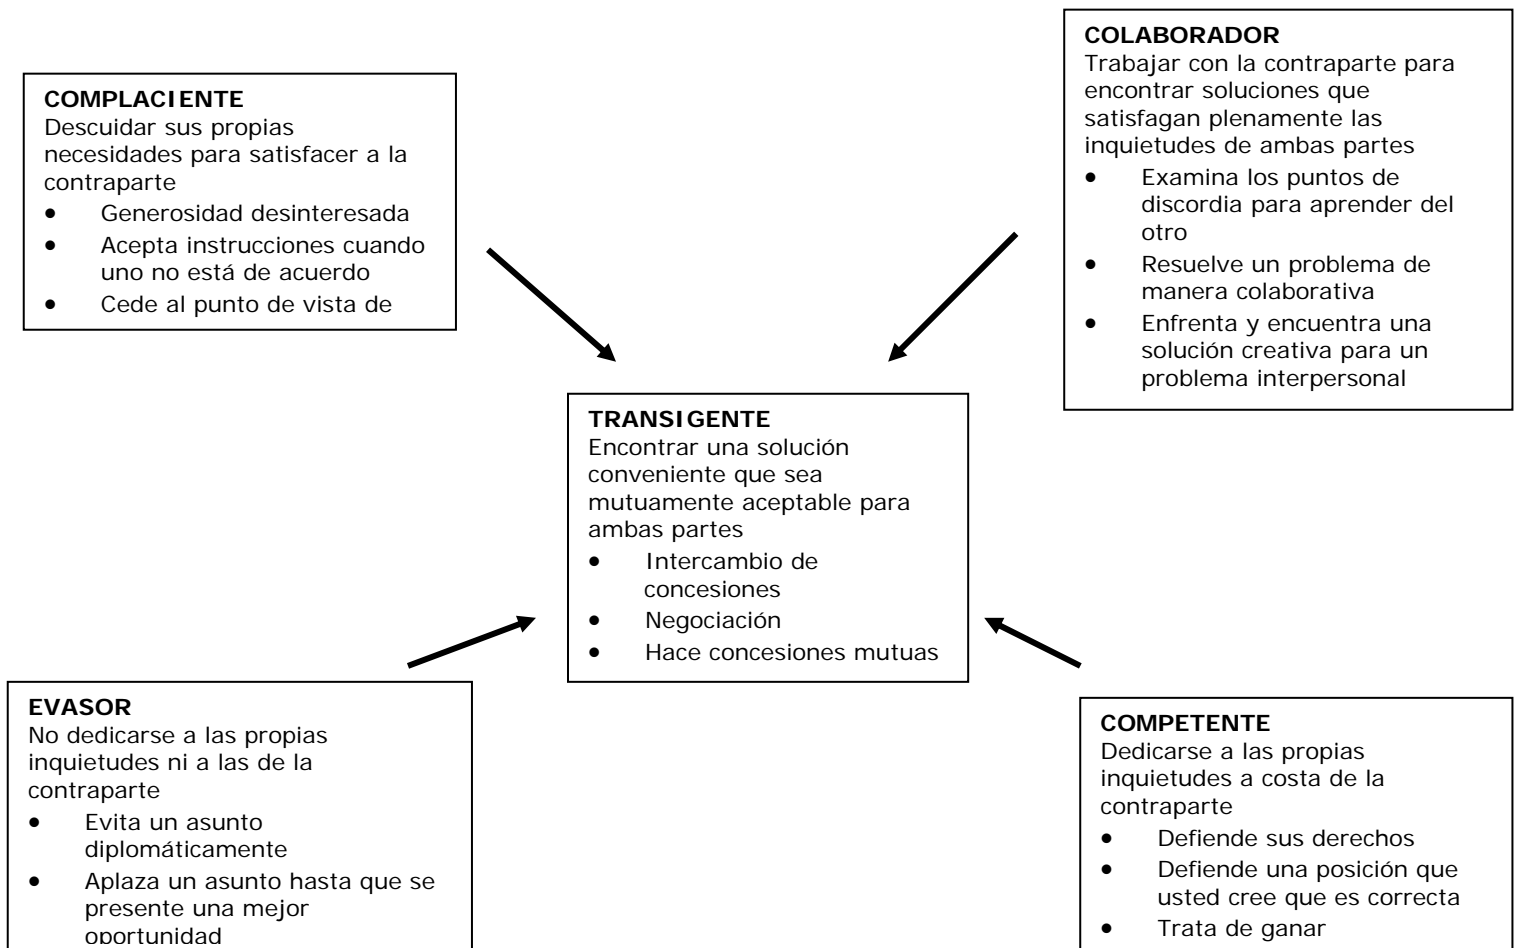 COMPLACIENTE
Descuidar sus propias
necesidades para satisfacer a la
contraparte
• Generosidad desinteresada
• Acepta instrucciones cuando
uno no está de acuerdo
• Cede al punto de vista de
COLABORADOR
Trabajar con la contraparte para
encontrar soluciones que
satisfagan plenamente las
inquietudes de ambas partes
• Examina los puntos de
discordia para aprender del
otro
• Resuelve un problema de
manera colaborativa
• Enfrenta y encuentra una
solución creativa para un
problema interpersonal
TRANSIGENTE
Encontrar una solución
conveniente que sea
mutuamente aceptable para
ambas partes
• Intercambio de
concesiones
• Negociación
• Hace concesiones mutuas
EVASOR
No dedicarse a las propias
inquietudes ni a las de la
contraparte
• Evita un asunto
diplomáticamente
• Aplaza un asunto hasta que se
presente una mejor
oportunidad
COMPETENTE
Dedicarse a las propias
inquietudes a costa de la
contraparte
• Defiende sus derechos
• Defiende una posición que
usted cree que es correcta
• Trata de ganar